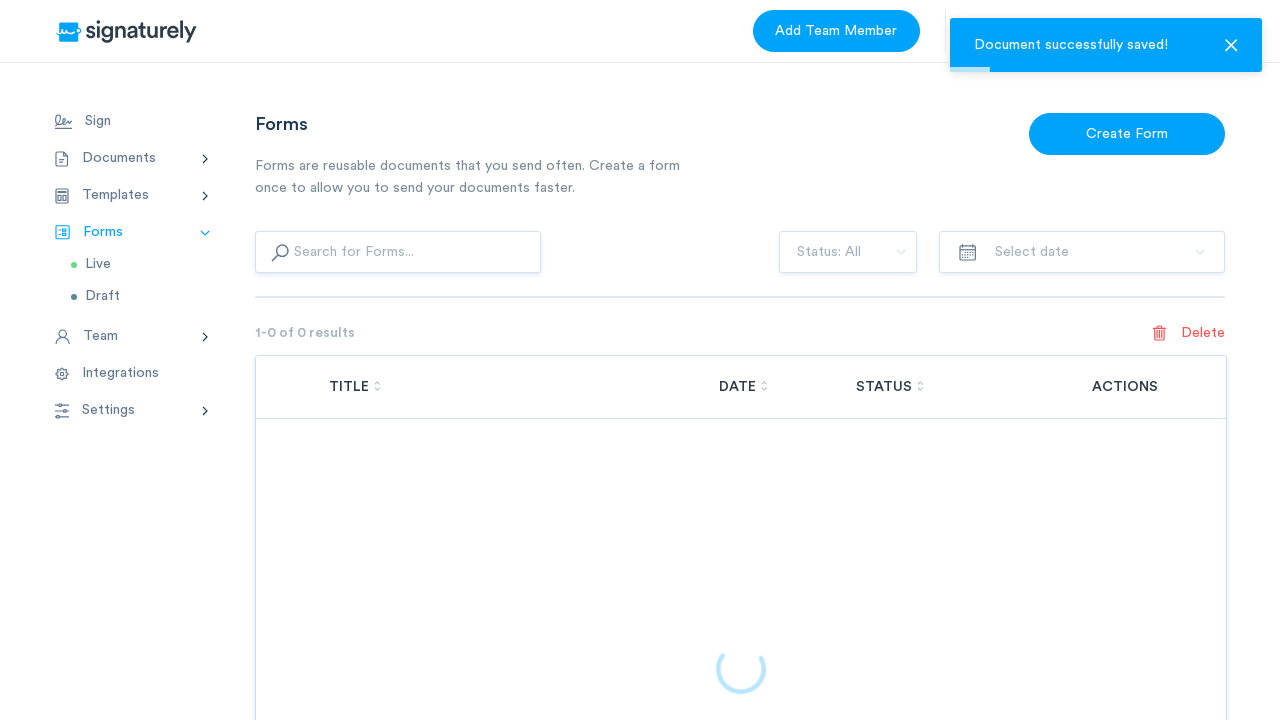 signaturely
Add Team Member
Document successfully saved!
Sign
Documents
Templates
Forms
Live
Draft
Team
Integrations
Settings
Forms
Create Form
Forms are reusable documents that you send often. Create a form
once to allow you to send your documents faster.
Search for Forms...
Status: All
Select date
1-0 of 0 results
Delete
TITLE
DATE
STATUS
ACTIONS